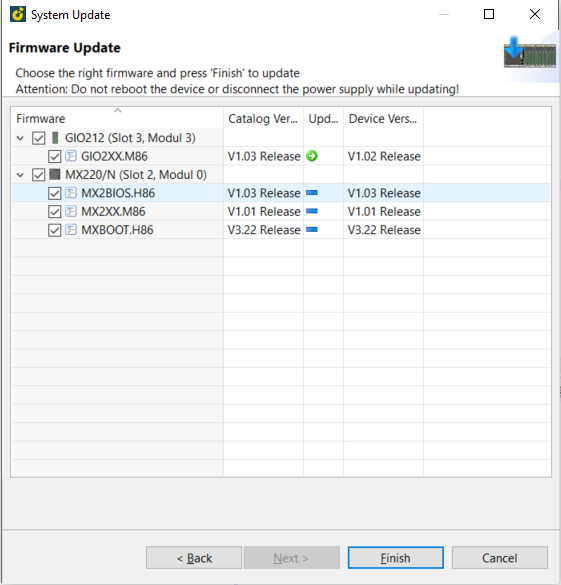 System Update
Firmware Update
Choose the right firmware and press 'Finish' to update
Attention: Do not reboot the device or disconnect the power supply while updating!
Firmware Catalog Ver... Upd... Device Vers...
GIO212 (Slot 3, Modul 3)
GIO2XX.M86 V1.03 Release V1.02 Release
MX220/N (Slot 2, Modul 0)
MX2BIOS.H86 V1.03 Release V1.03 Release
MX2XX.M86 V1.01 Release V1.01 Release
MXBOOT.H86 V3.22 Release V3.22 Release
< Back Next > Finish Cancel